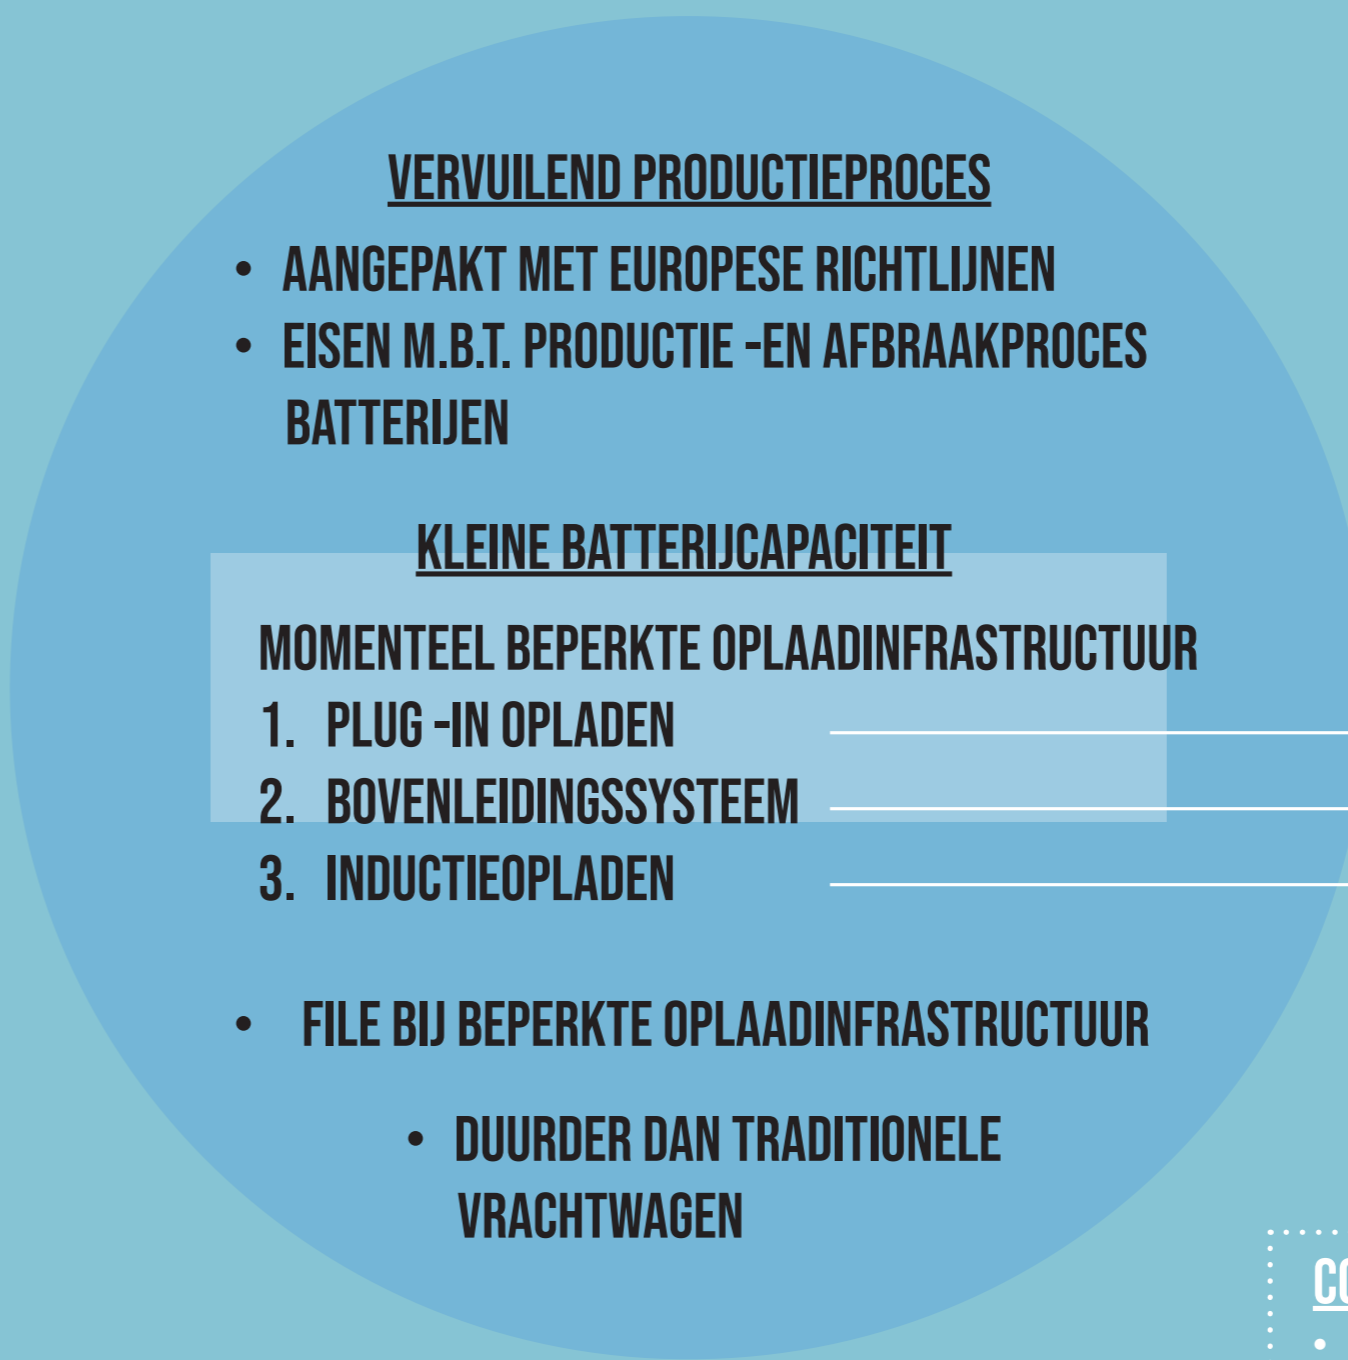 VERVUILEND PRODUCTIEPROCES
• AANGEPAKT MET EUROPESE RICHTLIJNEN
• EISEN M.B.T. PRODUCTIE -EN AFBRAAKPROCES
BATTERIJEN
KLEINE BATTERIJCAPACITEIT
MOMENTEEL BEPERKTE OPLAADINFRASTRUCTUUR
1. PLUG -IN OPLADEN
2. BOVENLEIDINGSSYSTEEM
3. INDUCTIEOPLADEN
• FILE BIJ BEPERKTE OPLAADINFRASTRUCTUUR
• DUURDER DAN TRADITIONELE
VRACHTWAGEN